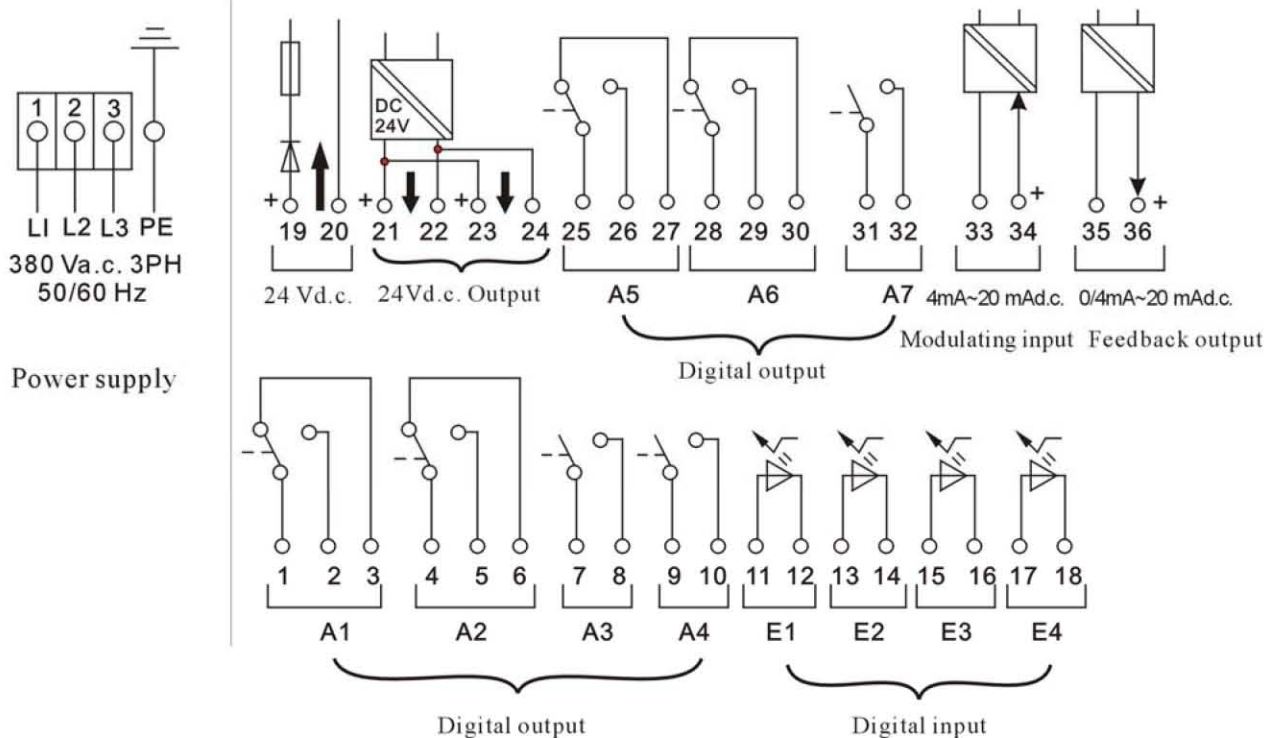 1 2 3
LI L2 L3 PE
380 Va.c. 3PH
50/60 Hz
Power supply
DC
24V
+ + + + +
19 20 21 22 23 24 25 26 27 28 29 30 31 32 33 34 35 36
24 Vd.c. 24Vd.c. Output A5 A6 A7 4mA~20 mAd.c. 0/4mA~20 mAd.c.
Modulating input Feedback output
Digital output
1 2 3 4 5 6 7 8 9 10 11 12 13 14 15 16 17 18
A1 A2 A3 A4 E1 E2 E3 E4
Digital output Digital input